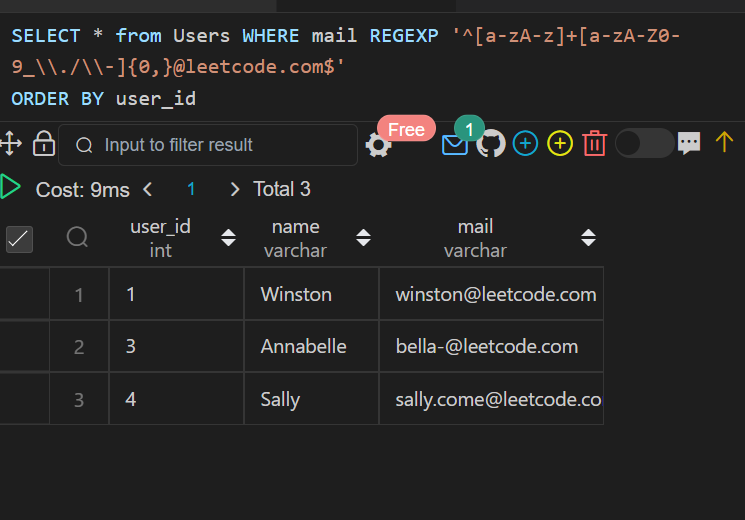 SELECT * from Users WHERE mail REGEXP '^[a-zA-z]+[a-zA-Z0-
9_\\./\\-]{0,}@leetcode.com$'
ORDER BY user_id
Input to filter result
Free
1
Cost: 9ms
1
Total 3
user_id name mail
int varchar varchar
1 1 Winston winston@leetcode.com
2 3 Annabelle bella-@leetcode.com
3 4 Sally sally.come@leetcode.co